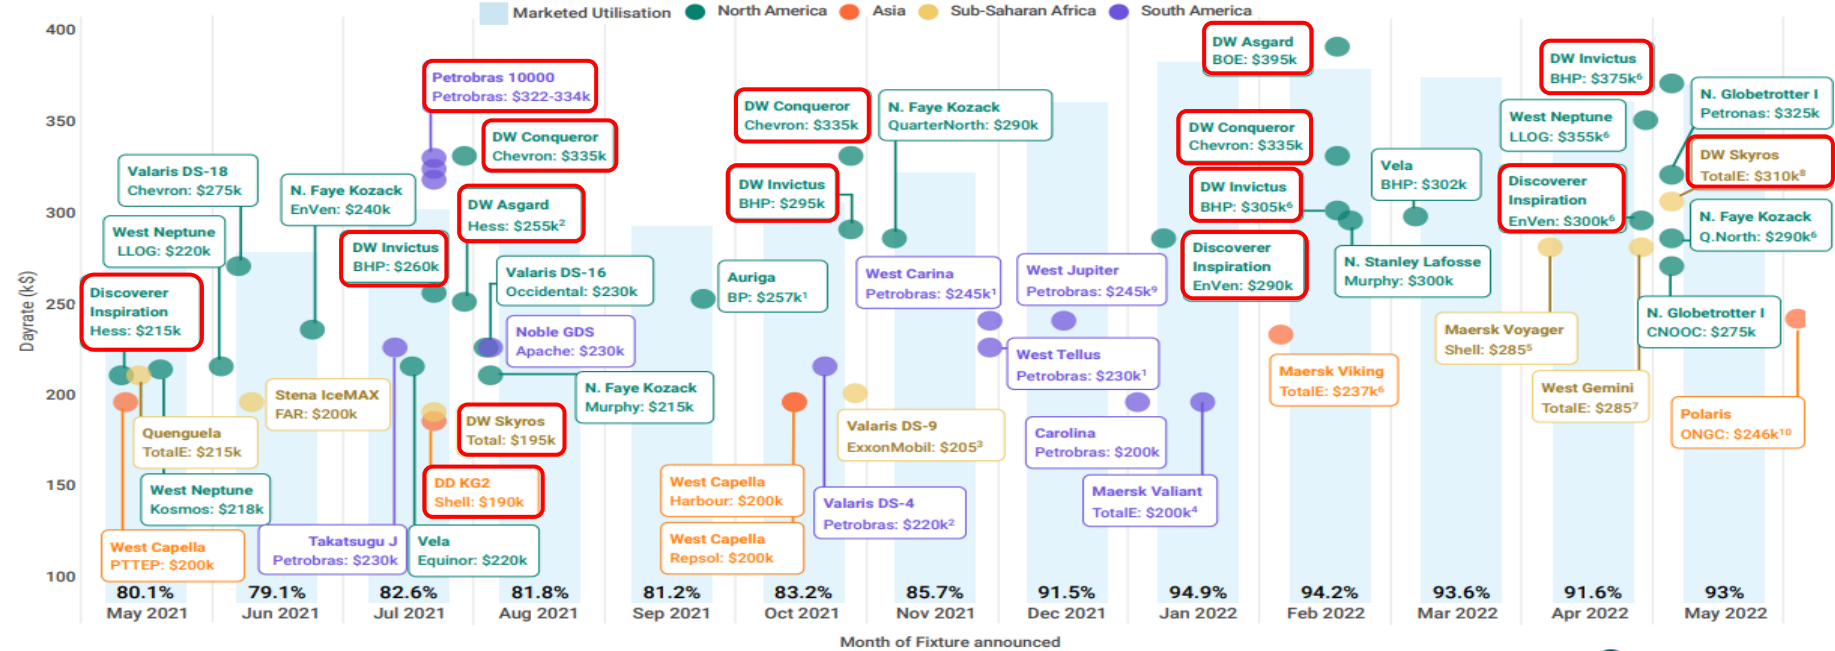 Marketed Utilisation
North America
Asia
Sub-Saharan Africa
South America
400
350
300
250
200
150
100
Dayrate (k$)
Discoverer
Inspiration
Hess: $215k
West Neptune
LLOG: $220k
Valaris DS-18
Chevron: $275k
N. Faye Kozack
EnVen: $240k
DW Invictus
BHP: $260k
Petrobras 10000
Petrobras: $322-334k
DW Conqueror
Chevron: $335k
DW Asgard
Hess: $255k²
Valaris DS-16
Occidental: $230k
Noble GDS
Apache: $230k
N. Faye Kozack
Murphy: $215k
Stena IceMAX
FAR: $200k
DW Skyros
Total: $195k
DD KG2
Shell: $190k
Quenguela
TotalE: $215k
West Neptune
Kosmos: $218k
West Capella
PTTEP: $200k
Takatsugu J
Petrobras: $230k
Vela
Equinor: $220k
Auriga
BP: $257k¹
DW Conqueror
Chevron: $335k
DW Invictus
BHP: $295k
N. Faye Kozack
QuarterNorth: $290k
West Carina
Petrobras: $245k¹
West Jupiter
Petrobras: $245k⁹
West Tellus
Petrobras: $230k¹
Valaris DS-9
ExxonMobil: $205³
West Capella
Harbour: $200k
West Capella
Repsol: $200k
Valaris DS-4
Petrobras: $220k²
Carolina
Petrobras: $200k
Maersk Valiant
TotalE: $200k⁴
DW Asgard
BOE: $395k
DW Conqueror
Chevron: $335k
DW Invictus
BHP: $305k⁶
Discoverer
Inspiration
EnVen: $290k
N. Stanley Lafosse
Murphy: $300k
Vela
BHP: $302k
Maersk Viking
TotalE: $237k⁶
Maersk Voyager
Shell: $285⁵
West Gemini
TotalE: $285⁷
DW Invictus
BHP: $375k⁶
West Neptune
LLOG: $355k⁶
Discoverer
Inspiration
EnVen: $300k⁶
N. Globetrotter I
Petronas: $325k
DW Skyros
TotalE: $310k⁸
N. Faye Kozack
Q.North: $290k⁶
N. Globetrotter I
CNOOC: $275k
Polaris
ONGC: $246k¹⁰
80.1%
79.1%
82.6%
81.8%
81.2%
83.2%
85.7%
91.5%
94.9%
94.2%
93.6%
91.6%
93%
May 2021
Jun 2021
Jul 2021
Aug 2021
Sep 2021
Oct 2021
Nov 2021
Dec 2021
Jan 2022
Feb 2022
Mar 2022
Apr 2022
May 2022
Month of Fixture announced